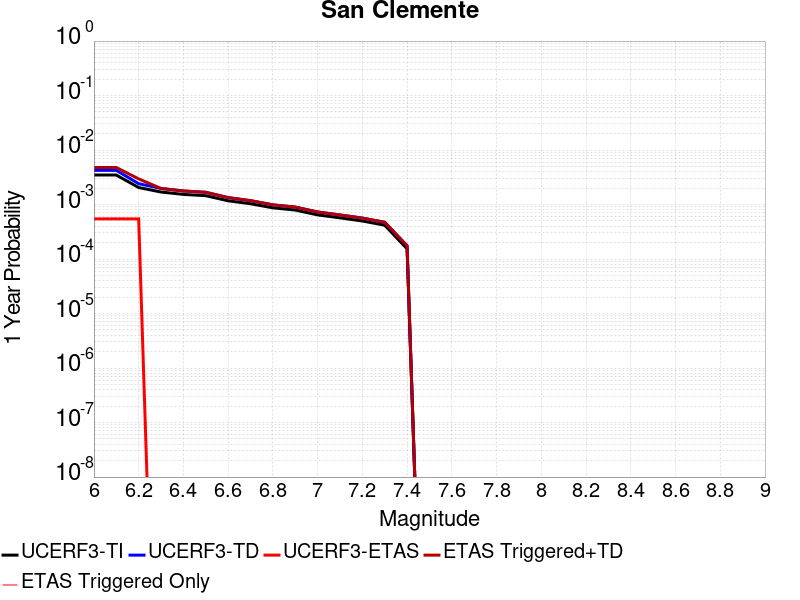 San Clemente
10^0
10^-1
10^-2
10^-3
10^-4
10^-5
10^-6
10^-7
10^-8
1 Year Probability
6 6.2 6.4 6.6 6.8 7 7.2 7.4 7.6 7.8 8 8.2 8.4 8.6 8.8 9
Magnitude
UCERF3-TI UCERF3-TD UCERF3-ETAS ETAS Triggered+TD
ETAS Triggered Only